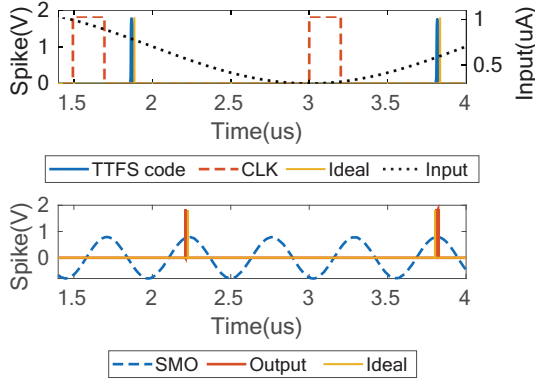 2
1
0
Spike(V)
1
0.5
Input(uA)
1.5
2
2.5
3
3.5
4
Time(us)
TTFS code
CLK
Ideal
Input
2
1
0
Spike(V)
1.5
2
2.5
3
3.5
4
Time(us)
SMO
Output
Ideal